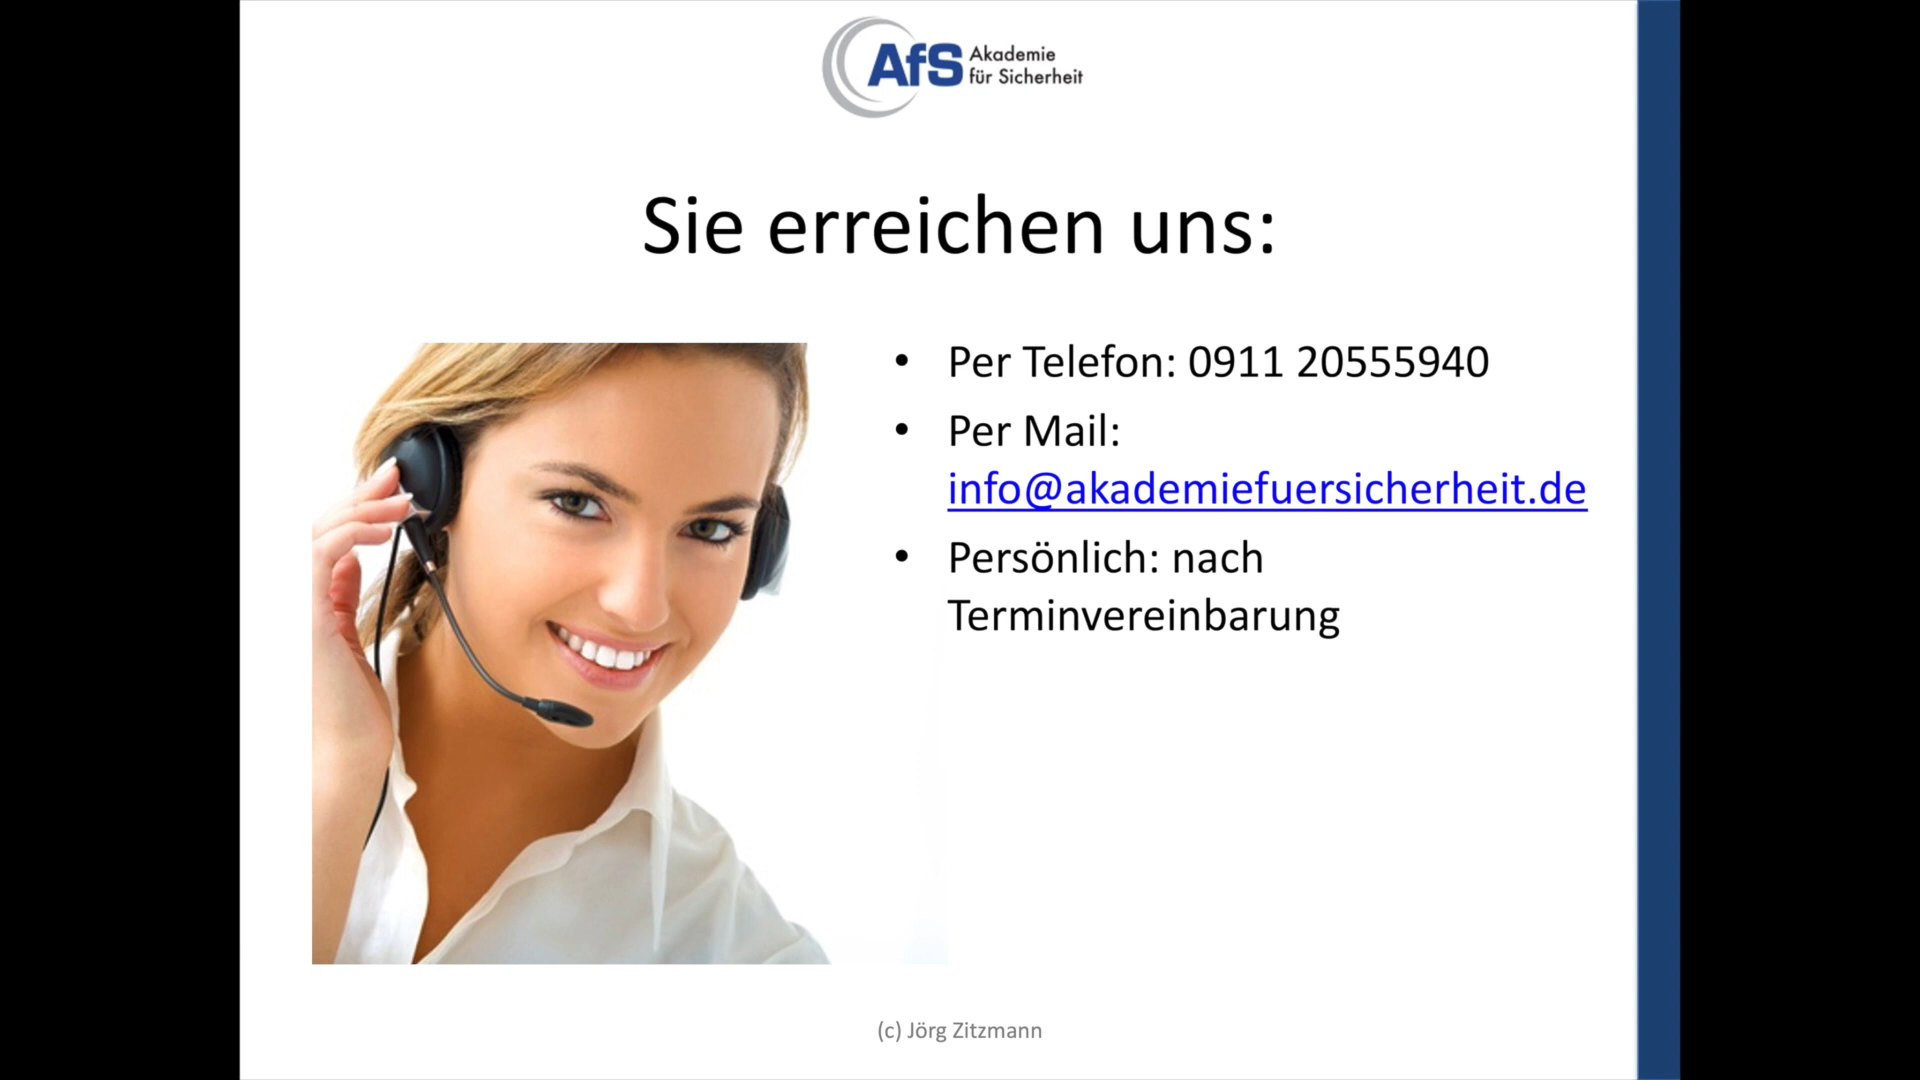 AfS Akademie
für Sicherheit
Sie erreichen uns:
• Per Telefon: 0911 20555940
• Per Mail:
info@akademiefuersicherheit.de
• Persönlich: nach
Terminvereinbarung
(c) Jörg Zitzmann